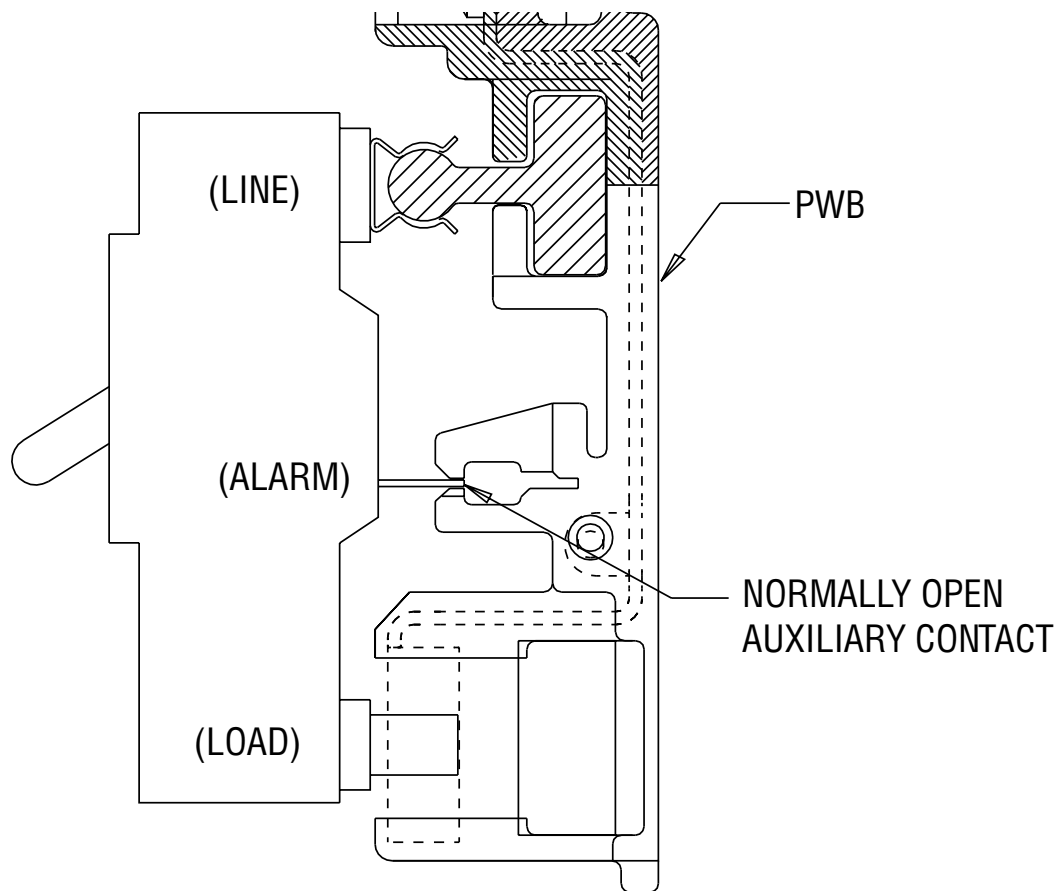 (LINE)
PWB
(ALARM)
NORMALLY OPEN
AUXILIARY CONTACT
(LOAD)